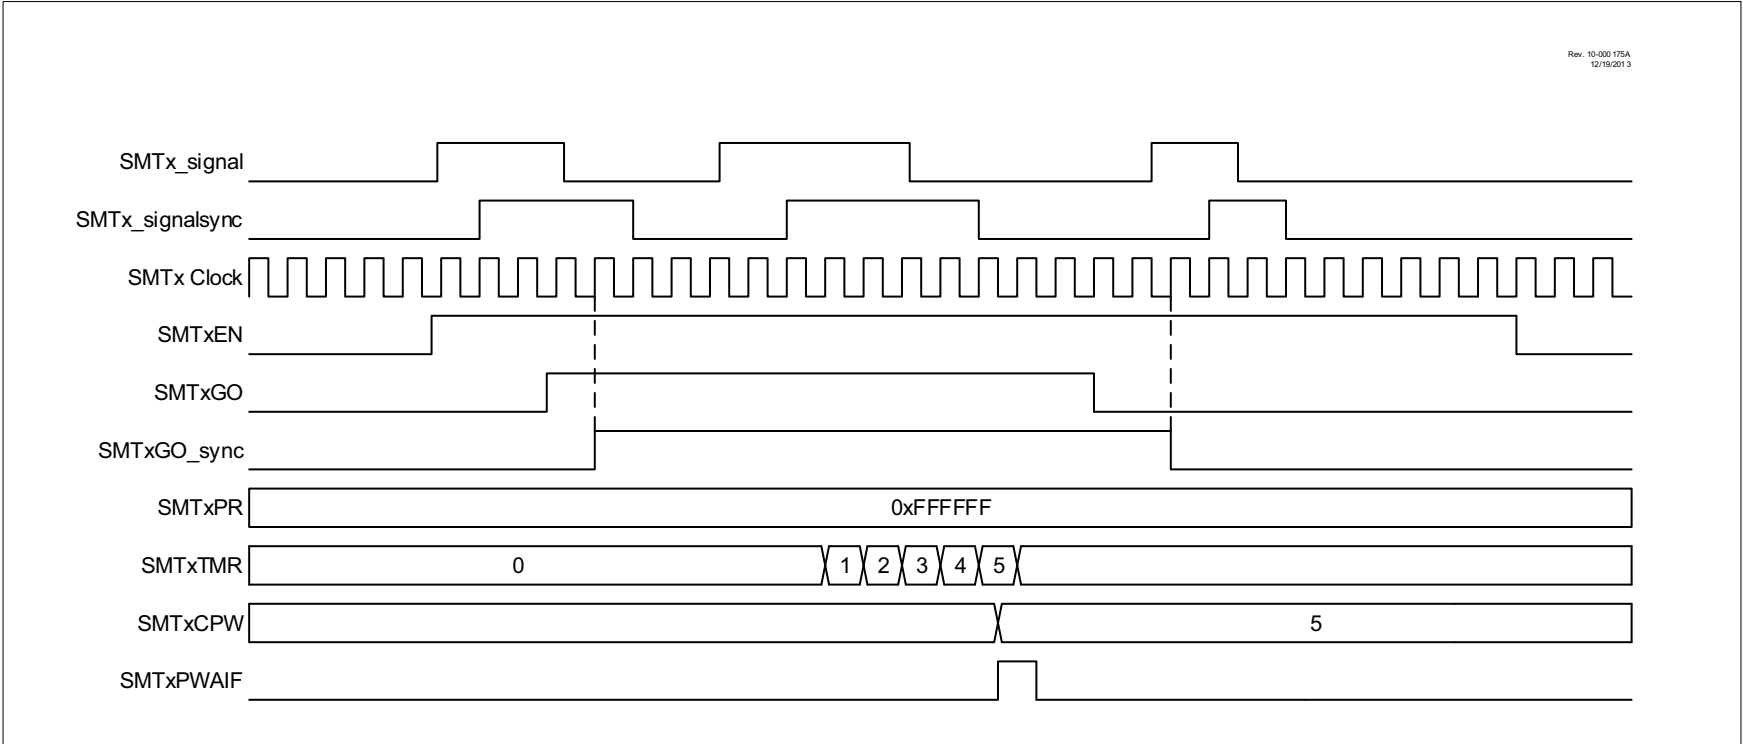 Rev. 10-000 175A
12/19/201 3
SMTx_signal
SMTx_signalsync
SMTx Clock
SMTxEN
SMTxGO
SMTxGO_sync
SMTxPR 0xFFFFFF
SMTxTMR 0 1 2 3 4 5
SMTxCPW 5
SMTxPWAIF